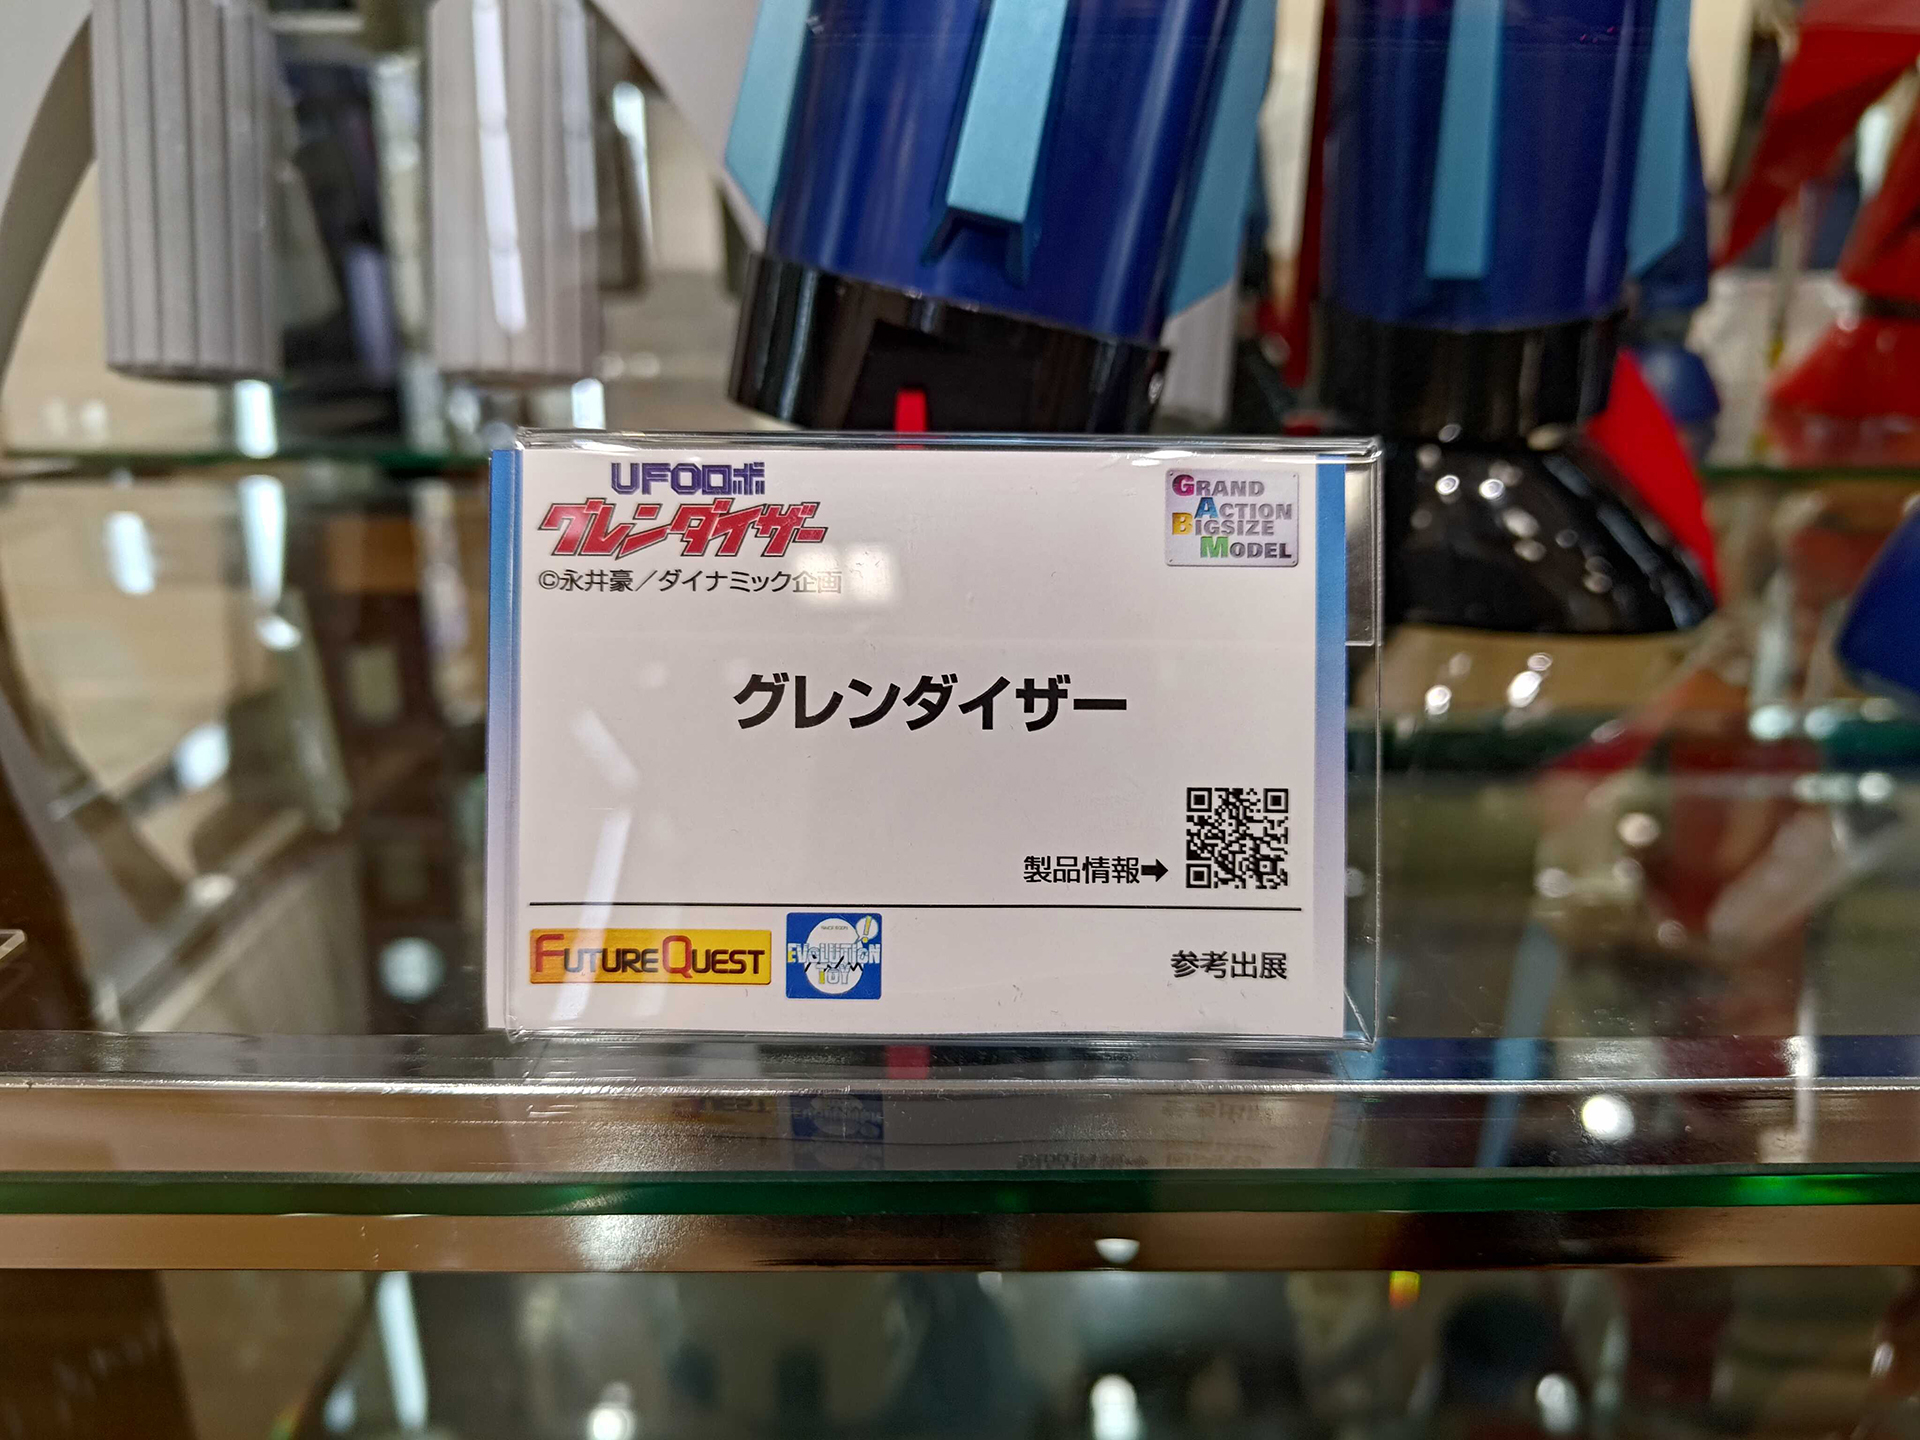 UFOロボ
グレンダイザー
©永井豪／ダイナミック企画
GRAND
ACTION
BIGSIZE
MODEL
グレンダイザー
製品情報➡
FUTURE QUEST
EVOLUTION
TOY
参考出展